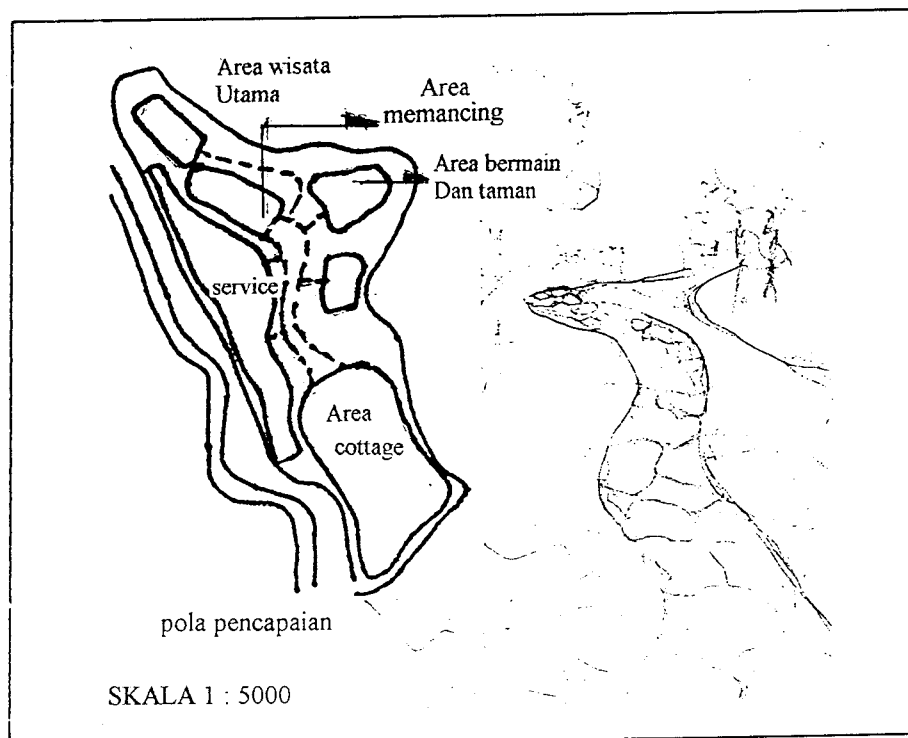 Area wisata
Utama
Area
memancing
Area bermain
Dan taman
service
Area
cottage
pola pencapaian
SKALA 1 : 5000